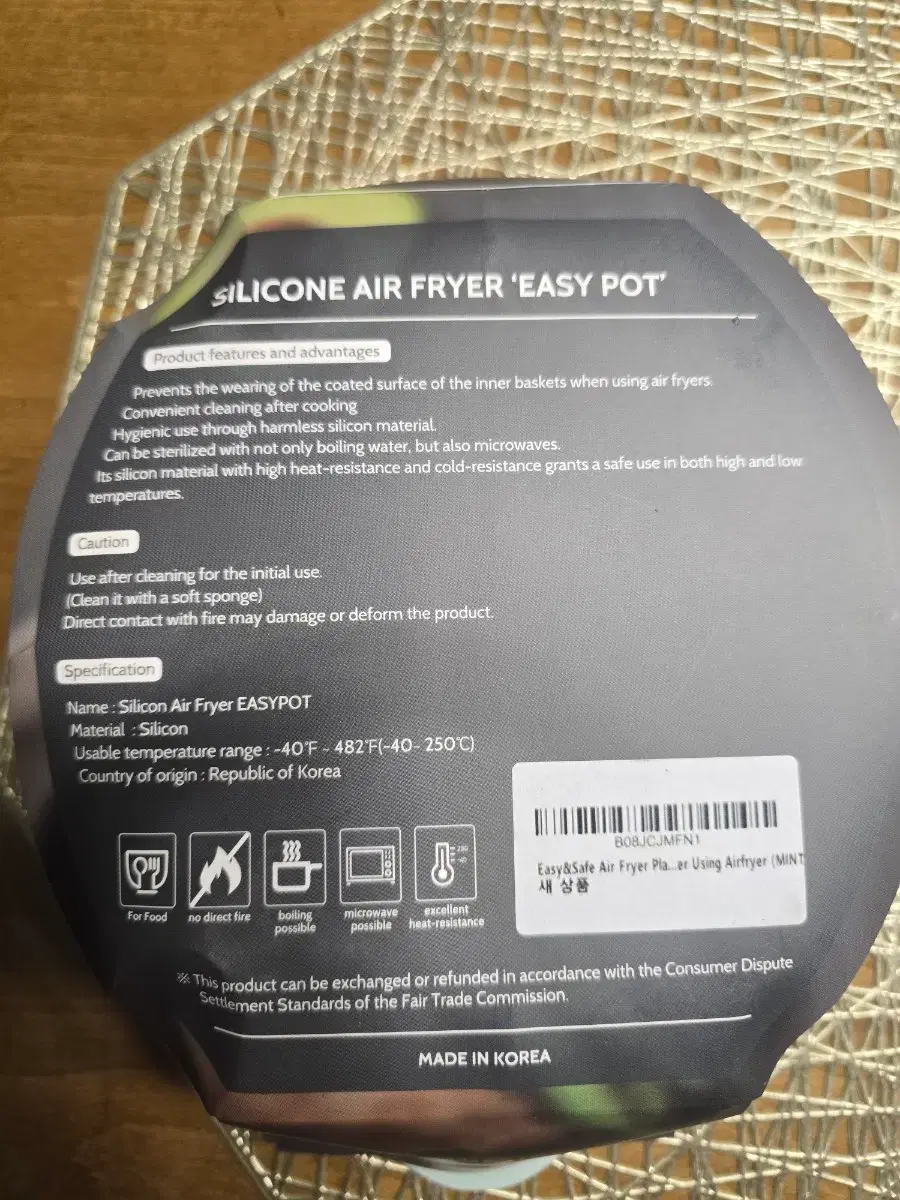 SILICONE AIR FRYER ‘EASY POT’
Product features and advantages
Prevents the wearing of the coated surface of the inner baskets when using air fryers.
Convenient cleaning after cooking
Hygienic use through harmless silicon material.
Can be sterilized with not only boiling water, but also microwaves.
Its silicon material with high heat-resistance and cold-resistance grants a safe use in both high and low
temperatures.
Caution
Use after cleaning for the initial use.
(Clean it with a soft sponge)
Direct contact with fire may damage or deform the product.
Specification
Name : Silicon Air Fryer EASYPOT
Material : Silicon
Usable temperature range : -40℉ ~ 482℉(-40~250℃)
Country of origin : Republic of Korea
250
-40
For Food
no direct fire
boiling
possible
microwave
possible
excellent
heat-resistance
B08JCJMFN1
Easy&Safe Air Fryer Pla...er Using Airfryer (MINT
새 상품
※ This product can be exchanged or refunded in accordance with the Consumer Dispute
Settlement Standards of the Fair Trade Commission.
MADE IN KOREA